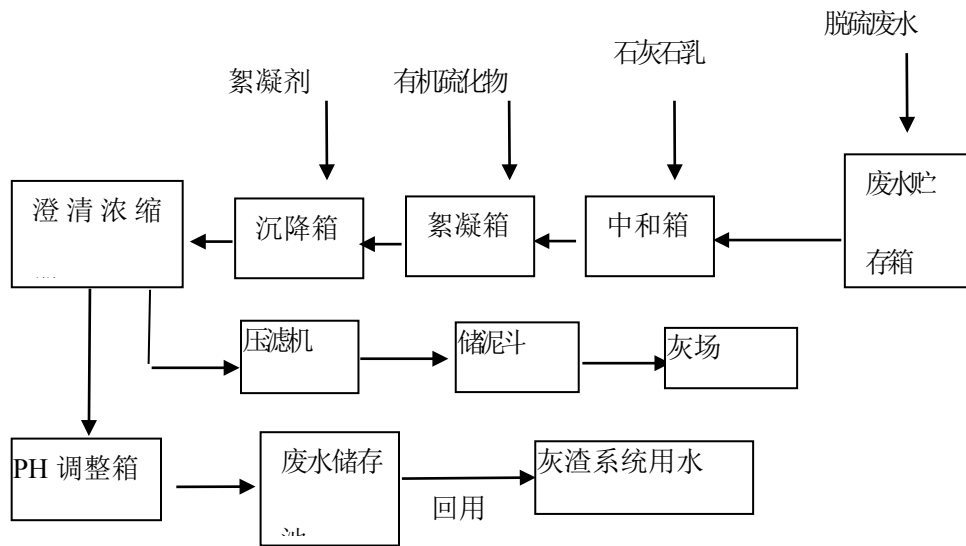 脱硫废水
石灰石乳
絮凝剂
有机硫化物
废水贮
存箱
澄清浓缩
沉降箱
絮凝箱
中和箱
压滤机
储泥斗
灰场
PH 调整箱
废水储存
灰渣系统用水
回用